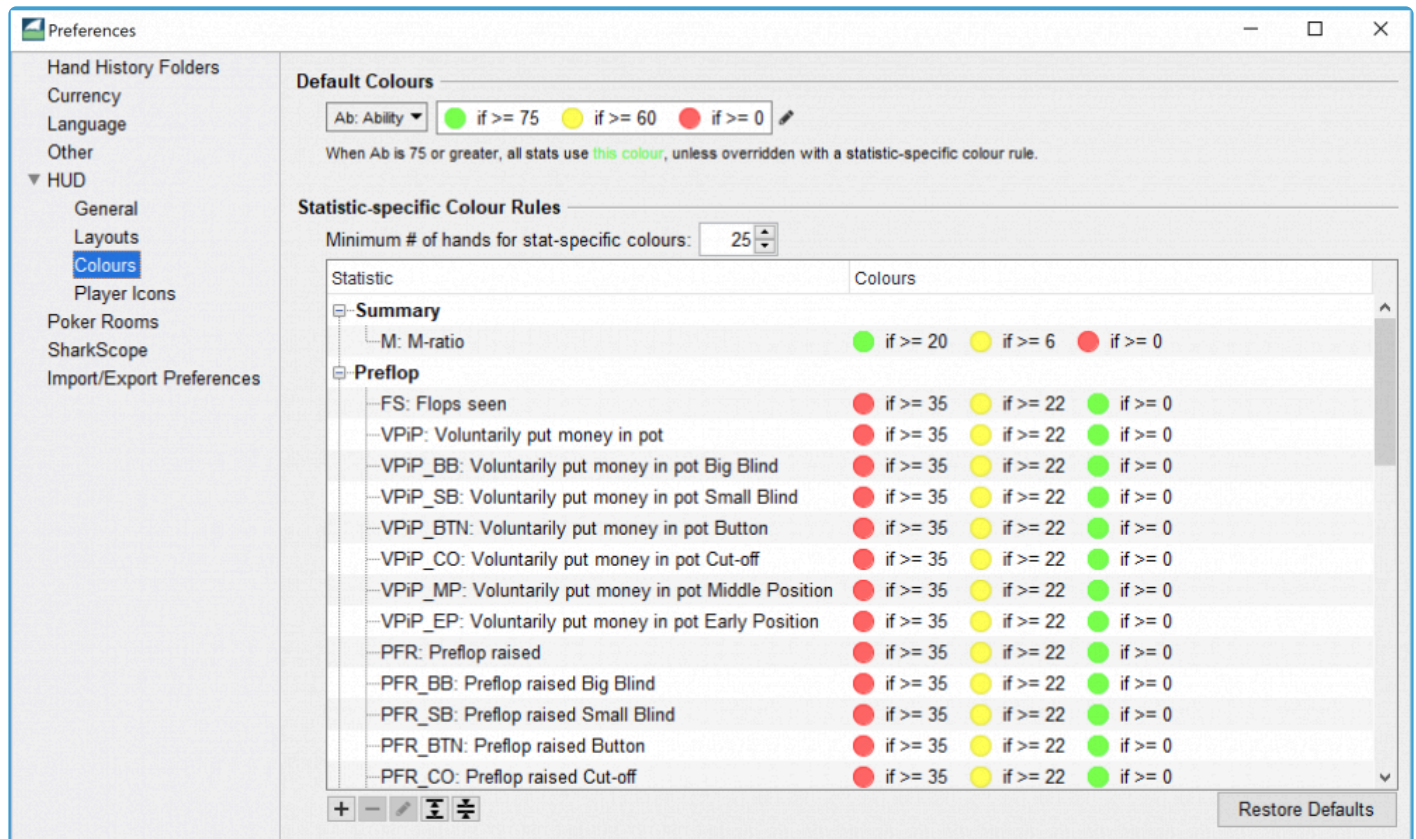 Preferences
Hand History Folders
Currency
Language
Other
HUD
General
Layouts
Colours
Player Icons
Poker Rooms
SharkScope
Import/Export Preferences
Default Colours
Ab: Ability if >= 75 if >= 60 if >= 0
When Ab is 75 or greater, all stats use this colour, unless overridden with a statistic-specific colour rule.
Statistic-specific Colour Rules
Minimum # of hands for stat-specific colours: 25
Statistic Colours
Summary
M: M-ratio if >= 20 if >= 6 if >= 0
Preflop
FS: Flops seen if >= 35 if >= 22 if >= 0
VPiP: Voluntarily put money in pot if >= 35 if >= 22 if >= 0
VPiP_BB: Voluntarily put money in pot Big Blind if >= 35 if >= 22 if >= 0
VPiP_SB: Voluntarily put money in pot Small Blind if >= 35 if >= 22 if >= 0
VPiP_BTN: Voluntarily put money in pot Button if >= 35 if >= 22 if >= 0
VPiP_CO: Voluntarily put money in pot Cut-off if >= 35 if >= 22 if >= 0
VPiP_MP: Voluntarily put money in pot Middle Position if >= 35 if >= 22 if >= 0
VPiP_EP: Voluntarily put money in pot Early Position if >= 35 if >= 22 if >= 0
PFR: Preflop raised if >= 35 if >= 22 if >= 0
PFR_BB: Preflop raised Big Blind if >= 35 if >= 22 if >= 0
PFR_SB: Preflop raised Small Blind if >= 35 if >= 22 if >= 0
PFR_BTN: Preflop raised Button if >= 35 if >= 22 if >= 0
PFR_CO: Preflop raised Cut-off if >= 35 if >= 22 if >= 0
Restore Defaults